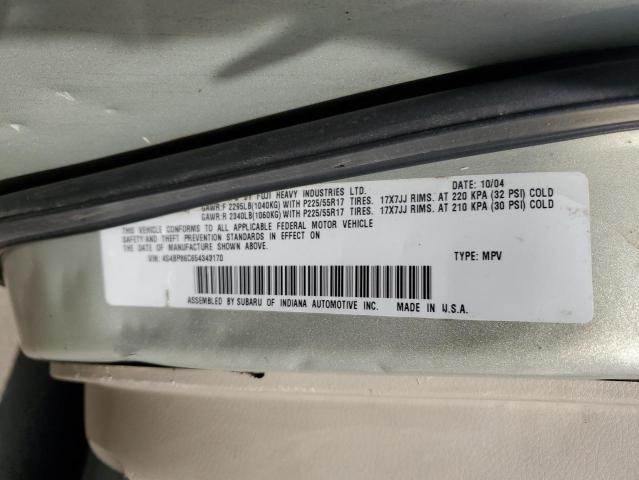 BY FUJI HEAVY INDUSTRIES LTD. DATE: 10/04
GAWR:F 2295LB(1040KG) WITH P225/55R17 TIRES. 17X7JJ RIMS. AT 220 KPA (32 PSI) COLD
GAWR:R 2340LB(1060KG) WITH P225/55R17 TIRES. 17X7JJ RIMS. AT 210 KPA (30 PSI) COLD
THIS VEHICLE CONFORMS TO ALL APPLICABLE FEDERAL MOTOR VEHICLE
SAFETY AND THEFT PREVENTION STANDARDS IN EFFECT ON
THE DATE OF MANUFACTURE SHOWN ABOVE.
VIN: 4S4BP86C654349170 TYPE: MPV
ASSEMBLED BY SUBARU OF INDIANA AUTOMOTIVE INC. MADE IN U.S.A.